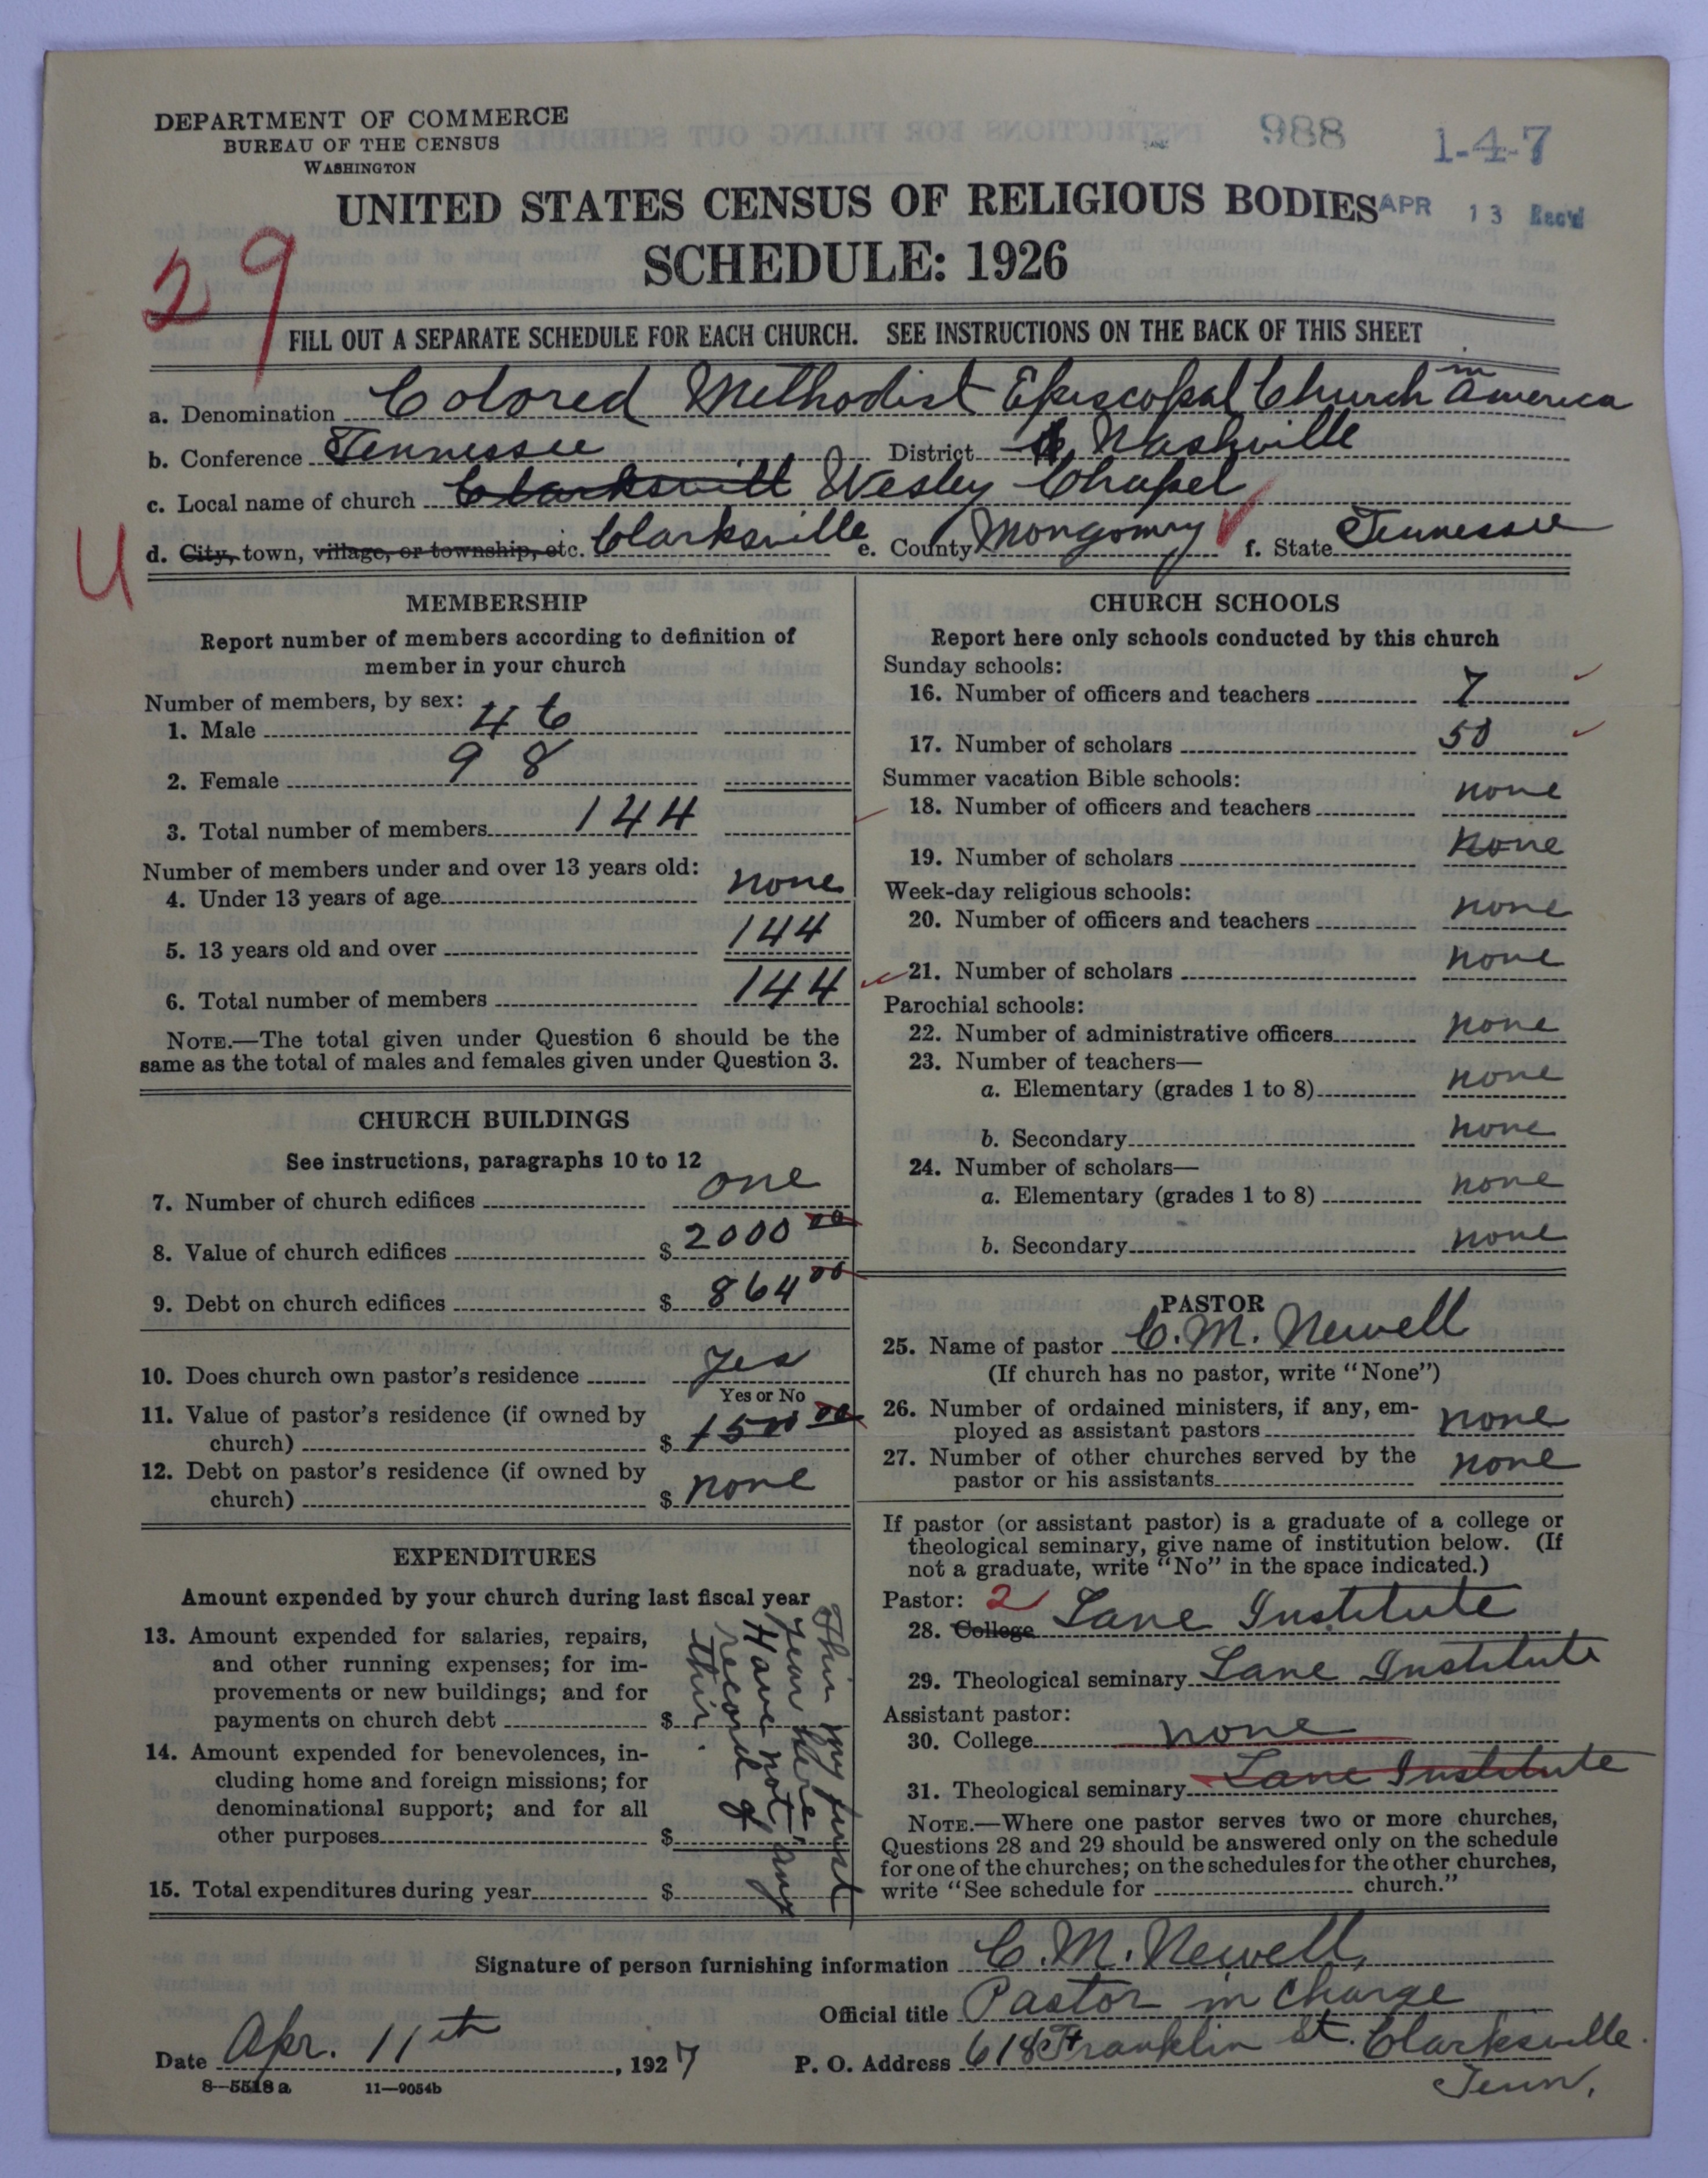 DEPARTMENT OF COMMERCE
BUREAU OF THE CENSUS
WASHINGTON
988
1-4-7
UNITED STATES CENSUS OF RELIGIOUS BODIES
APR 13 Rec'd
SCHEDULE: 1926
29
FILL OUT A SEPARATE SCHEDULE FOR EACH CHURCH. SEE INSTRUCTIONS ON THE BACK OF THIS SHEET
a. Denomination Colored Methodist Episcopal Church in America
b. Conference Tennessee District Nashville
c. Local name of church Clarksvill Wesley Chapel
d. City, town, village, or township, etc. Clarksville e. County Mongomry f. State Tennessee
U
MEMBERSHIP
Report number of members according to definition of
member in your church
Number of members, by sex:
1. Male 46
2. Female 98
3. Total number of members 144
Number of members under and over 13 years old:
4. Under 13 years of age none
5. 13 years old and over 144
6. Total number of members 144
NOTE.—The total given under Question 6 should be the
same as the total of males and females given under Question 3.
CHURCH BUILDINGS
See instructions, paragraphs 10 to 12
7. Number of church edifices one
8. Value of church edifices $ 2000 00
9. Debt on church edifices $ 864 00
10. Does church own pastor's residence yes
Yes or No
11. Value of pastor's residence (if owned by
church) $ 1500 00
12. Debt on pastor's residence (if owned by
church) $ none
EXPENDITURES
Amount expended by your church during last fiscal year
13. Amount expended for salaries, repairs,
and other running expenses; for im-
provements or new buildings; and for
payments on church debt $
14. Amount expended for benevolences, in-
cluding home and foreign missions; for
denominational support; and for all
other purposes $
15. Total expenditures during year $
This my first
year here,
Have not any
record of
this.
CHURCH SCHOOLS
Report here only schools conducted by this church
Sunday schools:
16. Number of officers and teachers 7
17. Number of scholars 50
Summer vacation Bible schools:
18. Number of officers and teachers none
19. Number of scholars none
Week-day religious schools:
20. Number of officers and teachers none
21. Number of scholars none
Parochial schools:
22. Number of administrative officers none
23. Number of teachers—
a. Elementary (grades 1 to 8) none
b. Secondary none
24. Number of scholars—
a. Elementary (grades 1 to 8) none
b. Secondary none
PASTOR
25. Name of pastor C. M. Newell
(If church has no pastor, write "None")
26. Number of ordained ministers, if any, em-
ployed as assistant pastors none
27. Number of other churches served by the
pastor or his assistants none
If pastor (or assistant pastor) is a graduate of a college or
theological seminary, give name of institution below. (If
not a graduate, write "No" in the space indicated.)
Pastor: 2
28. College Lane Institute
29. Theological seminary Lane Institute
Assistant pastor:
30. College none
31. Theological seminary Lane Institute
NOTE.—Where one pastor serves two or more churches,
Questions 28 and 29 should be answered only on the schedule
for one of the churches; on the schedules for the other churches,
write "See schedule for church."
Signature of person furnishing information C. M. Newell,
Official title Pastor in charge
Date Apr. 11th, 1927 P. O. Address 618 Franklin St. Clarksville.
Tenn.
8—5518 a 11—9054b